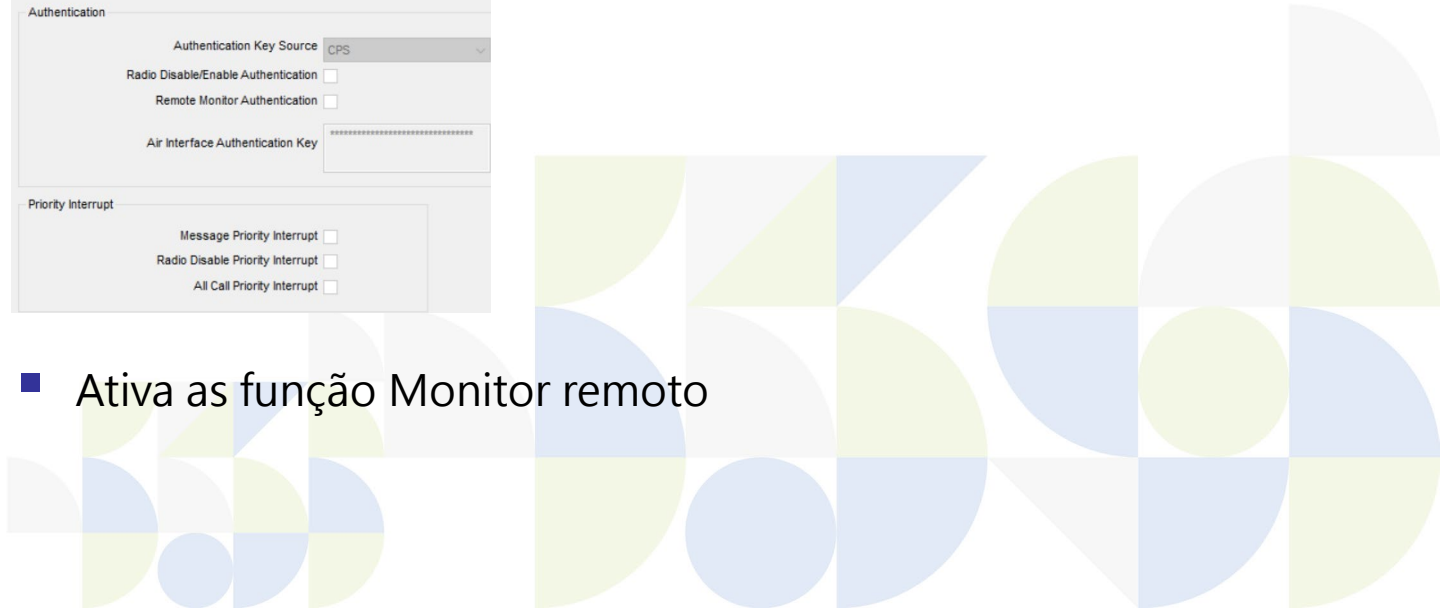 Authentication
Authentication Key Source CPS
Radio Disable/Enable Authentication
Remote Monitor Authentication
Air Interface Authentication Key ********************************
Priority Interrupt
Message Priority Interrupt
Radio Disable Priority Interrupt
All Call Priority Interrupt
Ativa as função Monitor remoto